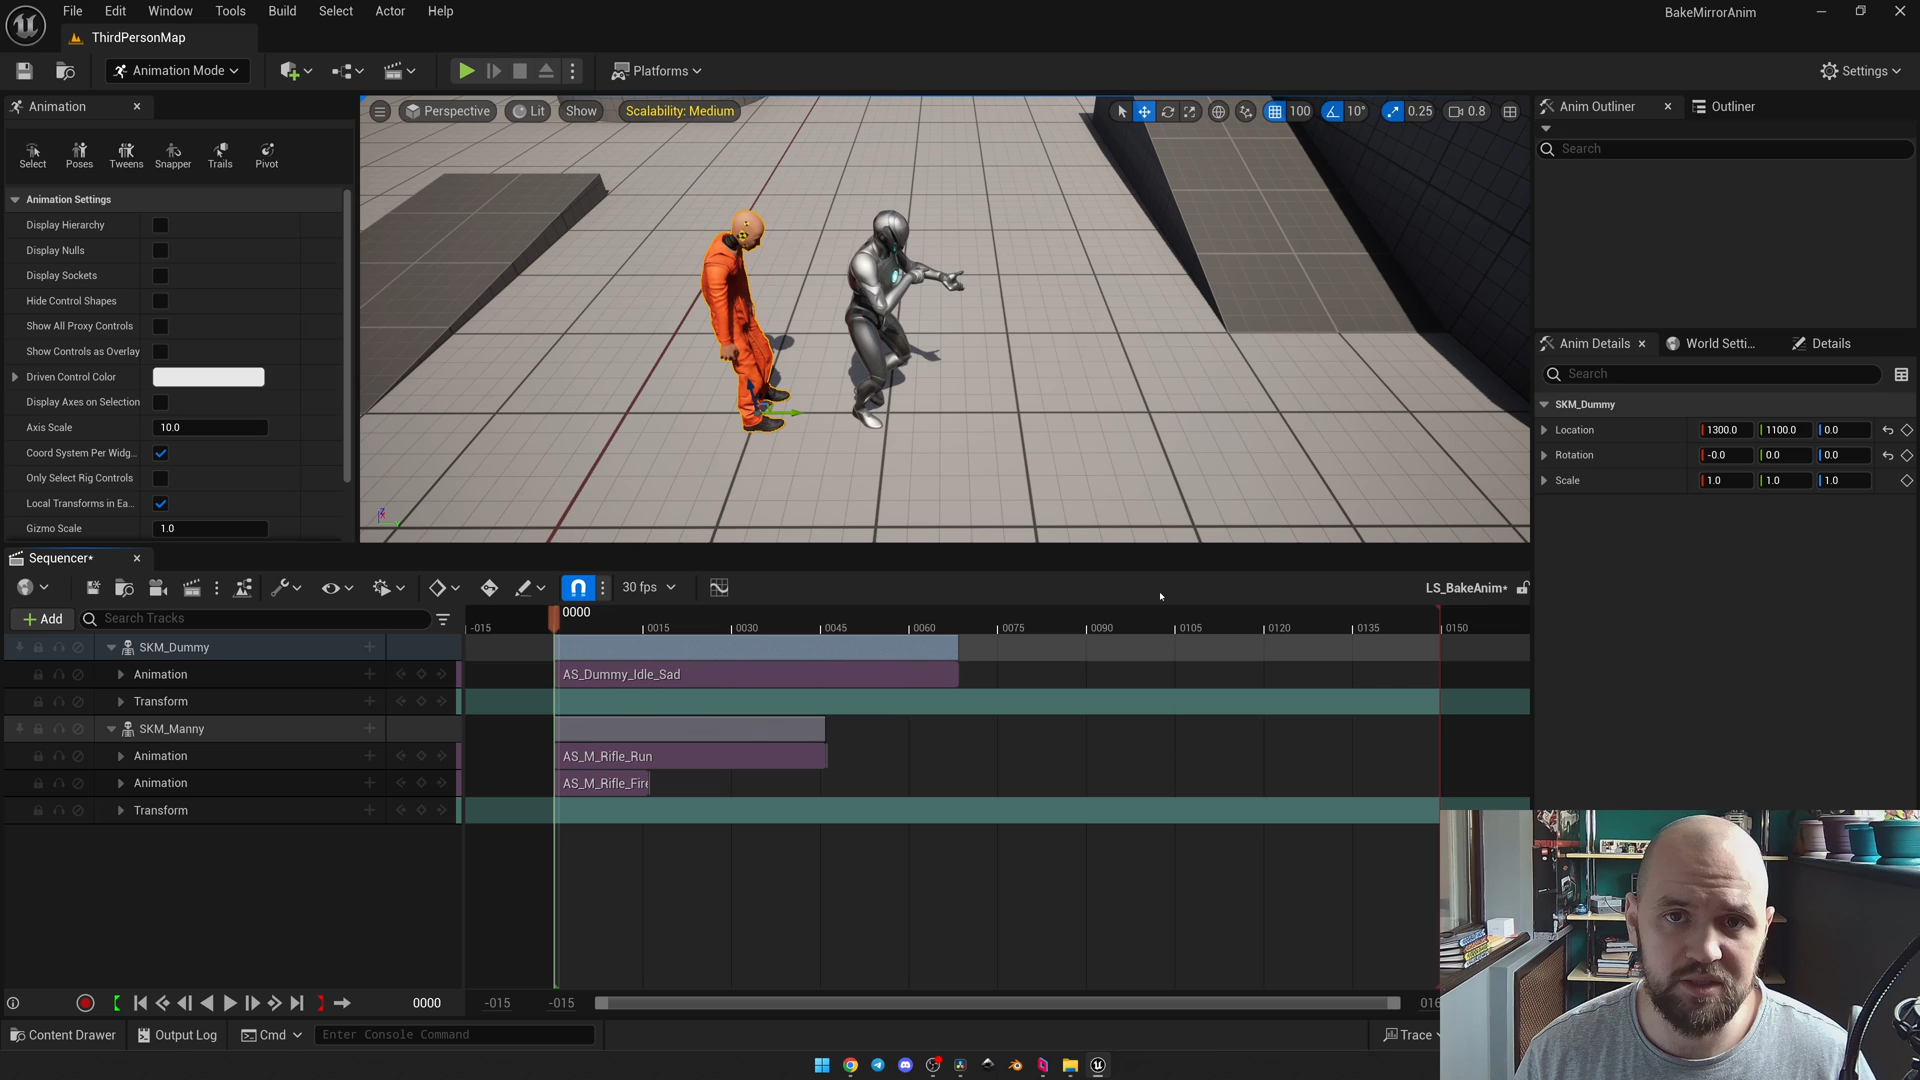 File Edit Window Tools Build Select Actor Help
BakeMirrorAnim
ThirdPersonMap
Animation Mode
Platforms
Settings
Animation
Perspective Lit Show Scalability: Medium
100 10° 0.25 0.8
Anim Outliner Outliner
Search
Select Poses Tweens Snapper Trails Pivot
Animation Settings
Display Hierarchy
Display Nulls
Display Sockets
Hide Control Shapes
Show All Proxy Controls
Show Controls as Overlay
Driven Control Color
Display Axes on Selection
Axis Scale 10.0
Coord System Per Widg...
Only Select Rig Controls
Local Transforms in Ea...
Gizmo Scale 1.0
Anim Details World Setti... Details
Search
SKM_Dummy
Location 1300.0 1100.0 0.0
Rotation -0.0 0.0 0.0
Scale 1.0 1.0 1.0
Sequencer*
30 fps
LS_BakeAnim*
Add Search Tracks
0000
-015 0015 0030 0045 0060 0075 0090 0105 0120 0135 0150
SKM_Dummy
Animation AS_Dummy_Idle_Sad
Transform
SKM_Manny
Animation AS_M_Rifle_Run
Animation AS_M_Rifle_Fire
Transform
0000 -015 -015 016
Content Drawer Output Log Cmd Enter Console Command Trace